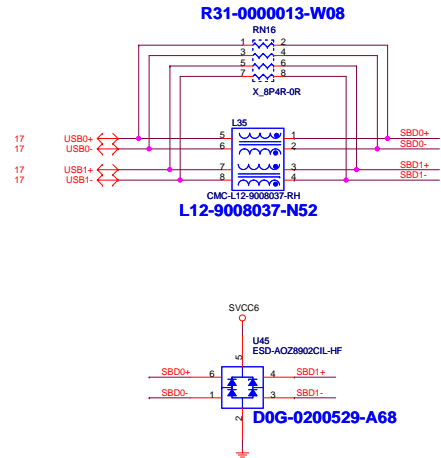 R31-0000013-W08
RN16
1 2
3 4
5 6
7 8
X_8P4R-0R
L35
17 USB0+ 5 1 SBD0+
17 USB0- 6 2 SBD0-
17 USB1+ 7 3 SBD1+
17 USB1- 8 4 SBD1-
CMC-L12-9008037-RH
L12-9008037-N52
SVCC6
U45
ESD-AOZ8902CIL-HF
5
SBD0+ 6 4 SBD1+
SBD0- 1 3 SBD1-
2
D0G-0200529-A68